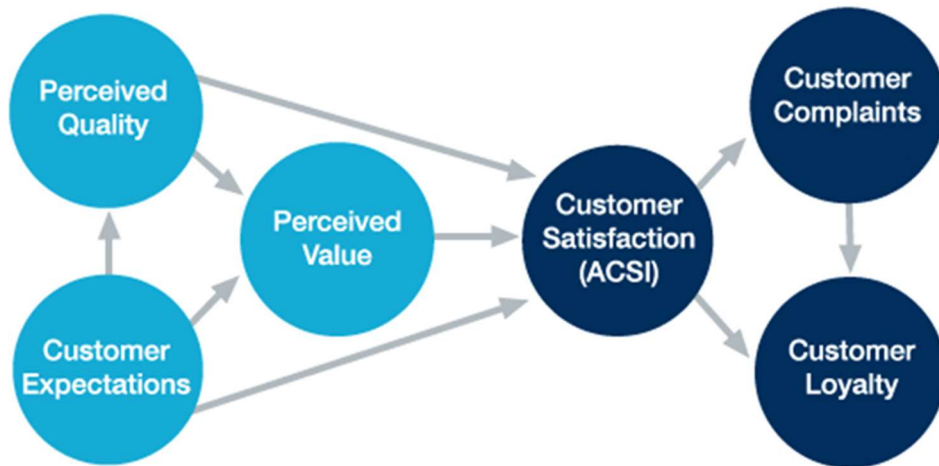 Perceived
Quality
Customer
Expectations
Perceived
Value
Customer
Satisfaction
(ACSI)
Customer
Complaints
Customer
Loyalty